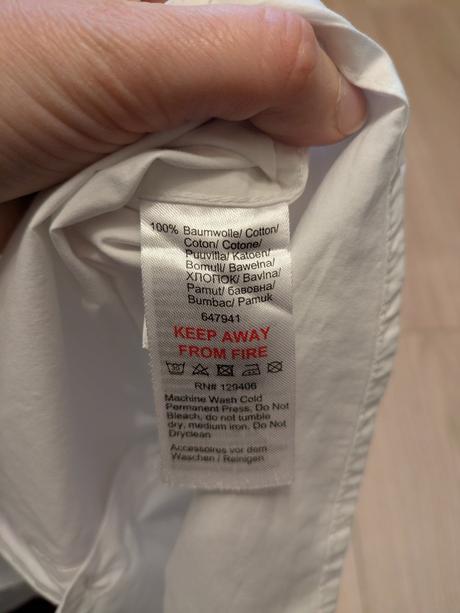 100% Baumwolle/ Cotton/
Coton/ Cotone/
Puuvilla/ Katoen/
Bomull/ Bawełna/
ХЛОПОК/ Bavlna/
Pamut/ бавовна/
Bumbac/ Pamuk
647941
KEEP AWAY
FROM FIRE
RN# 129406
Machine Wash Cold
Permanent Press, Do Not
Bleach, do not tumble
dry, medium iron. Do Not
Dryclean
Accessoires vor dem
Waschen / Reinigen